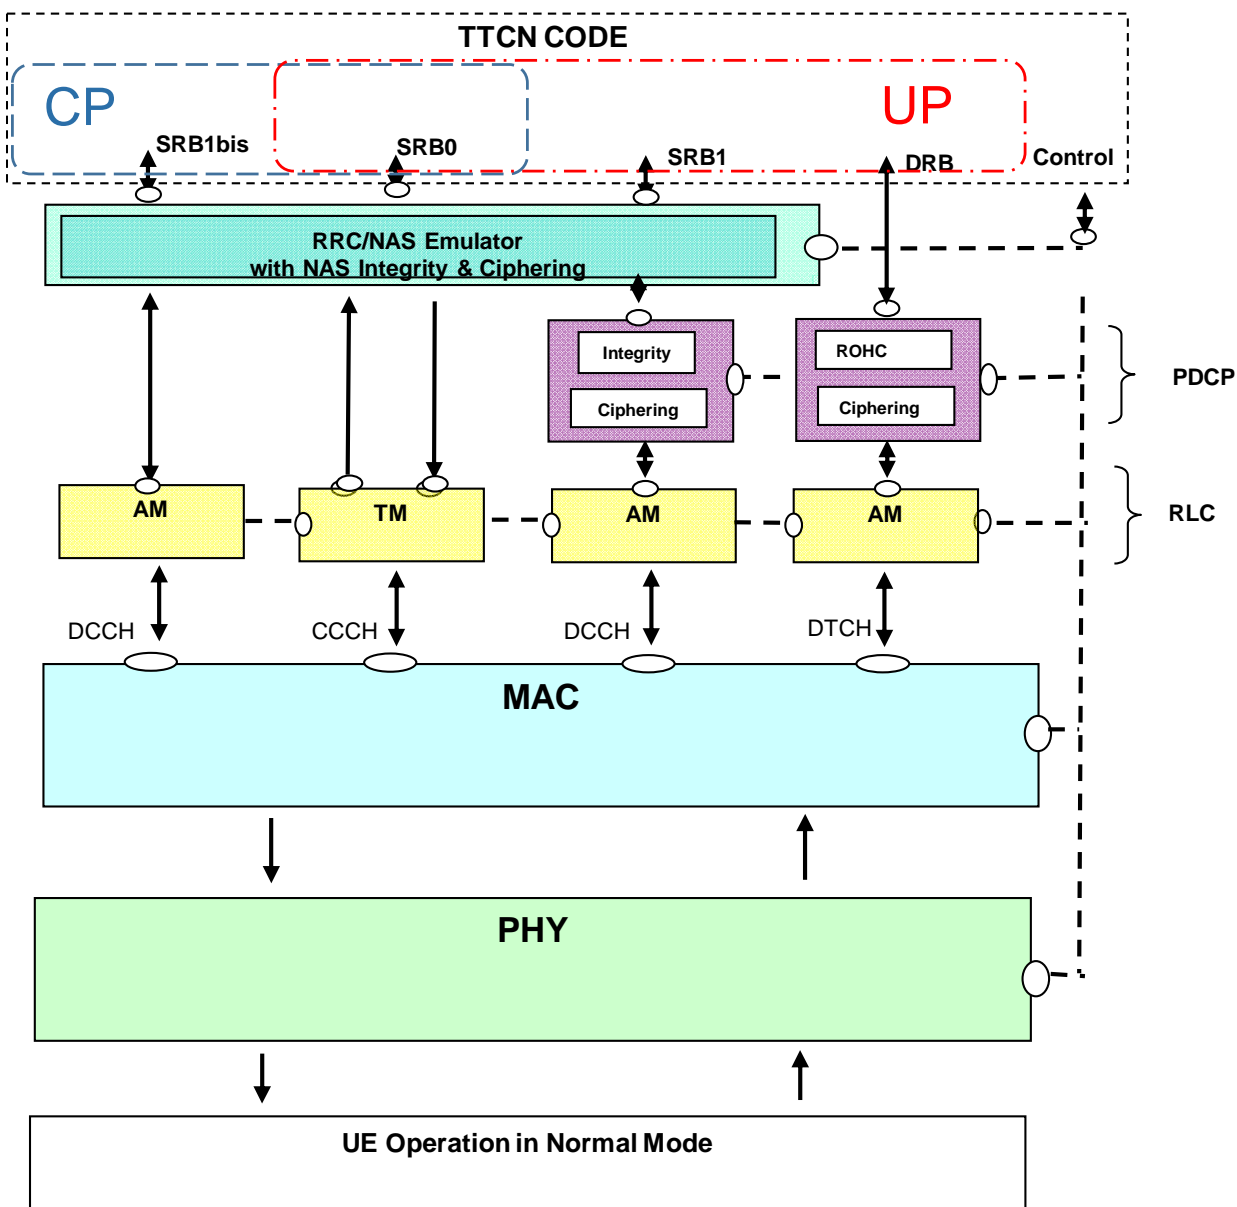 TTCN CODE
CP
UP
SRB1bis
SRB0
SRB1
DRB
Control
RRC/NAS Emulator
with NAS Integrity & Ciphering
Integrity
Ciphering
ROHC
Ciphering
PDCP
AM
TM
AM
AM
RLC
DCCH
CCCH
DCCH
DTCH
MAC
PHY
UE Operation in Normal Mode